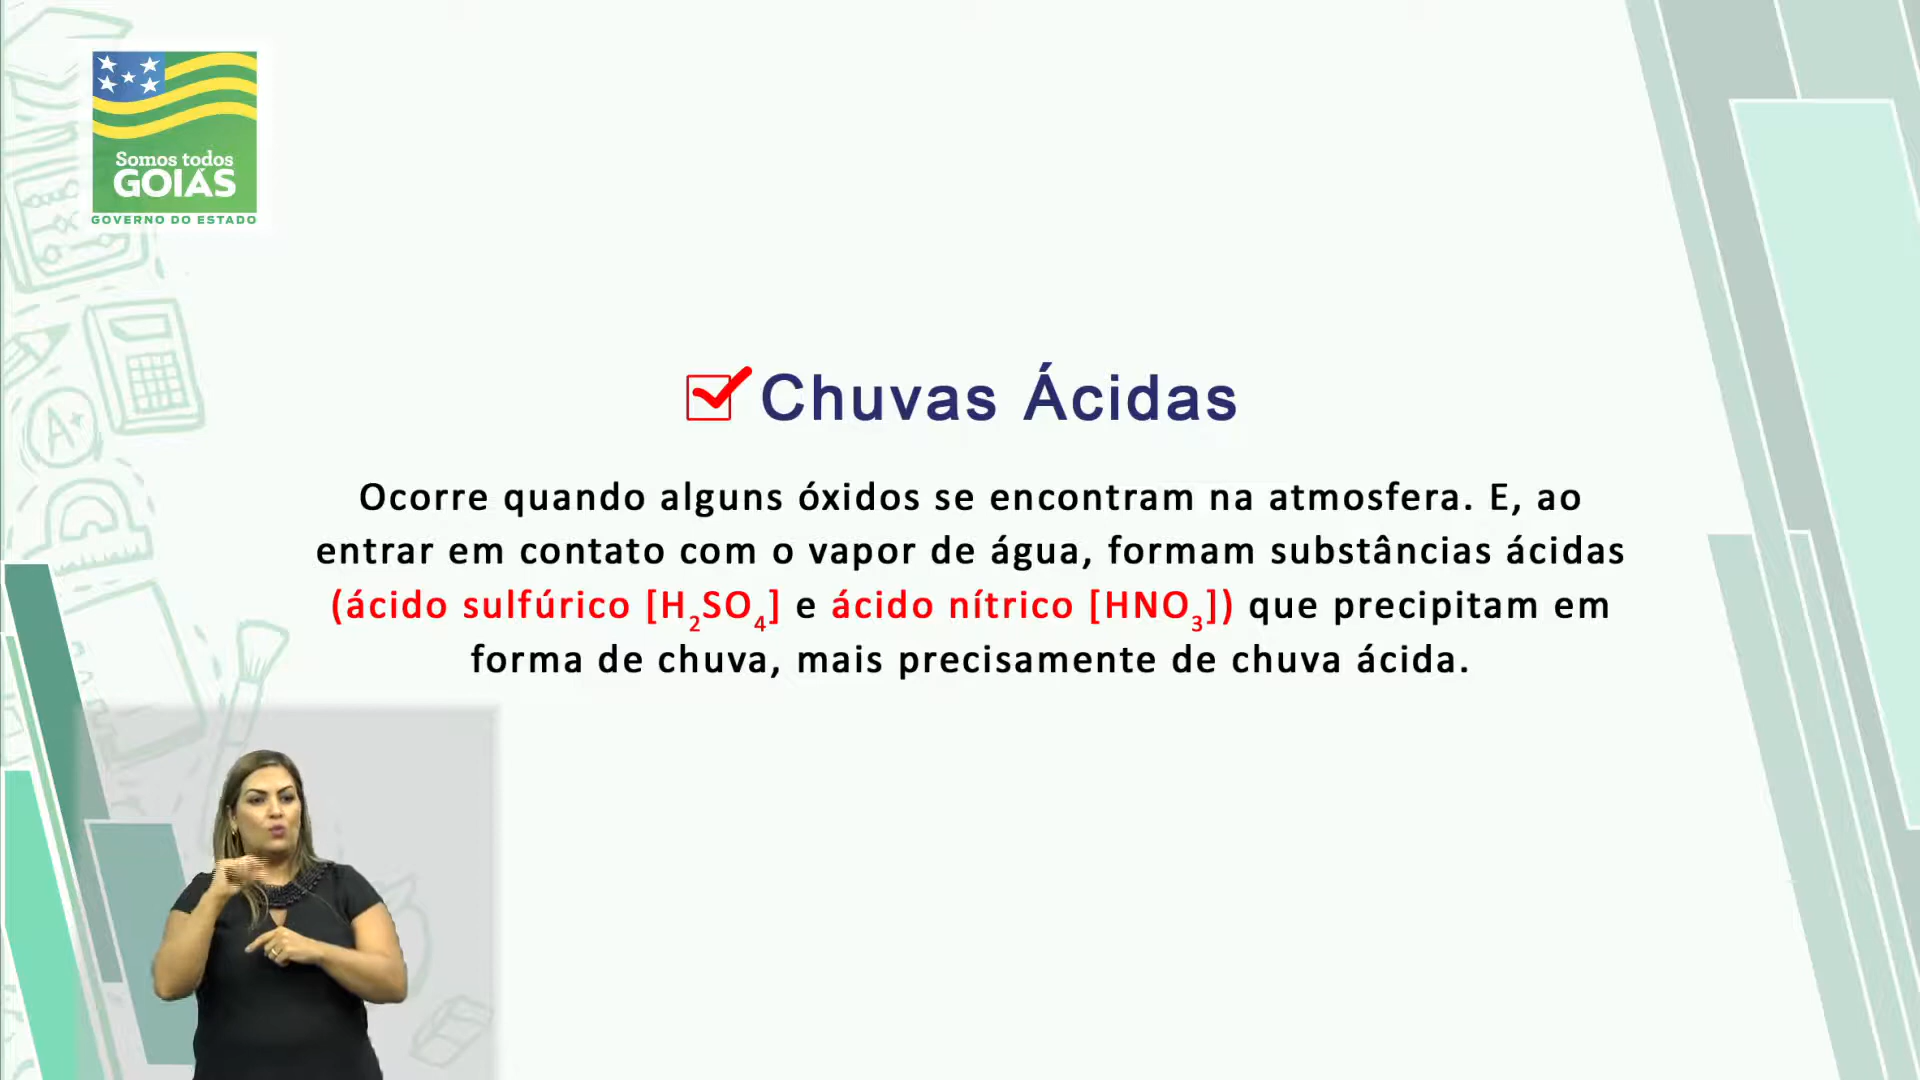 Somos todos
GOIÁS
GOVERNO DO ESTADO
Chuvas Ácidas
Ocorre quando alguns óxidos se encontram na atmosfera. E, ao
entrar em contato com o vapor de água, formam substâncias ácidas
(ácido sulfúrico [H₂SO₄] e ácido nítrico [HNO₃]) que precipitam em
forma de chuva, mais precisamente de chuva ácida.
A+